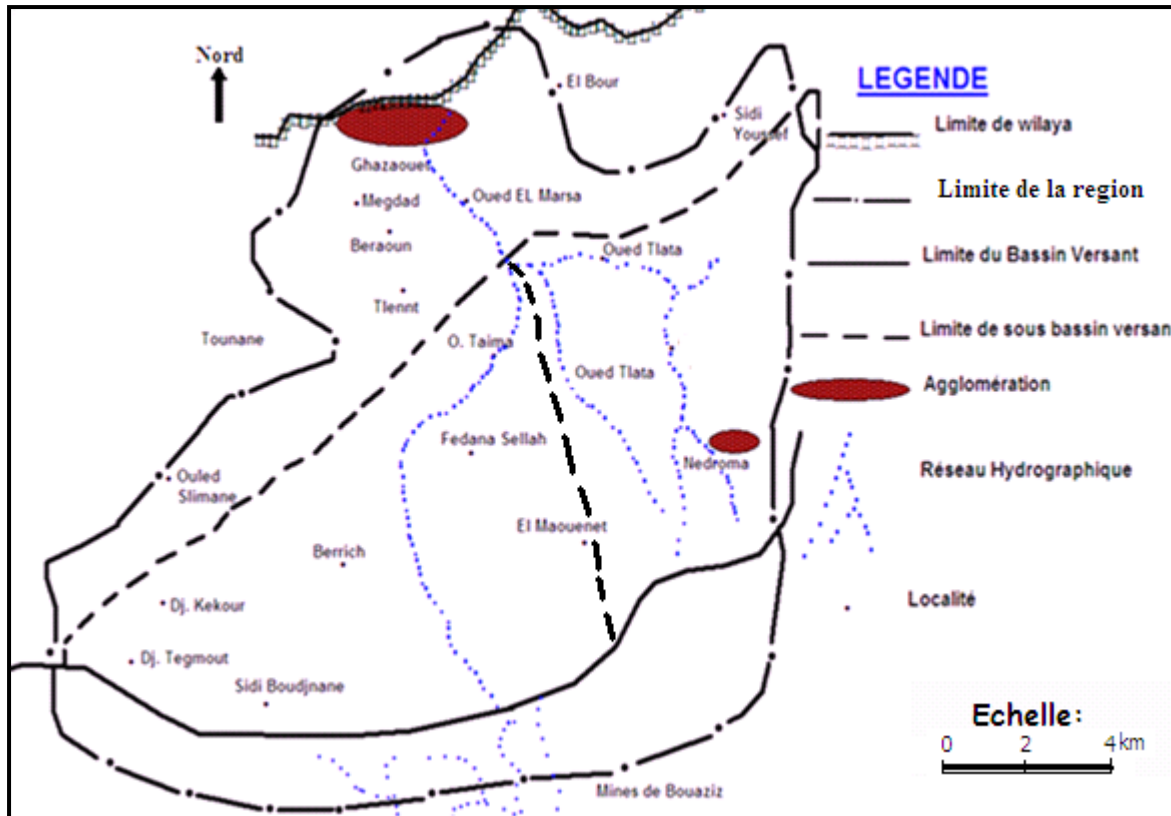 Nord
El Bour
LEGENDE
Sidi
Youssef
Limite de wilaya
Ghazaouet
Megdad
Oued EL Marsa
Limite de la region
Beraoun
Oued Tlata
Limite du Bassin Versant
Tlennt
Tounane
O. Taima
Limite de sous bassin versant
Oued Tlata
Agglomération
Fedana Sellah
Nedroma
Réseau Hydrographique
Ouled
Slimane
El Maouenet
Berrich
Dj. Kekour
Localité
Dj. Tegmout
Sidi Boudjnane
Echelle:
0 2 4 km
Mines de Bouaziz